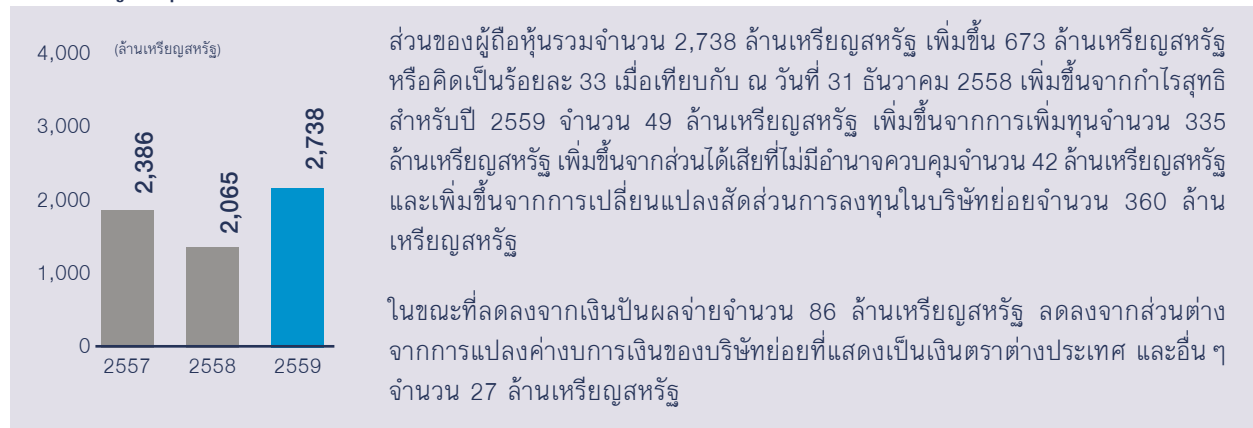 4,000 (ล้านเหรียญสหรัฐ)
3,000
2,000
1,000
0
2,386
2,065
2,738
2557 2558 2559
ส่วนของผู้ถือหุ้นรวมจำนวน 2,738 ล้านเหรียญสหรัฐ เพิ่มขึ้น 673 ล้านเหรียญสหรัฐ
หรือคิดเป็นร้อยละ 33 เมื่อเทียบกับ ณ วันที่ 31 ธันวาคม 2558 เพิ่มขึ้นจากกำไรสุทธิ
สำหรับปี 2559 จำนวน 49 ล้านเหรียญสหรัฐ เพิ่มขึ้นจากการเพิ่มทุนจำนวน 335
ล้านเหรียญสหรัฐ เพิ่มขึ้นจากส่วนได้เสียที่ไม่มีอำนาจควบคุมจำนวน 42 ล้านเหรียญสหรัฐ
และเพิ่มขึ้นจากการเปลี่ยนแปลงสัดส่วนการลงทุนในบริษัทย่อยจำนวน 360 ล้าน
เหรียญสหรัฐ
ในขณะที่ลดลงจากเงินปันผลจ่ายจำนวน 86 ล้านเหรียญสหรัฐ ลดลงจากส่วนต่าง
จากการแปลงค่างบการเงินของบริษัทย่อยที่แสดงเป็นเงินตราต่างประเทศ และอื่น ๆ
จำนวน 27 ล้านเหรียญสหรัฐ